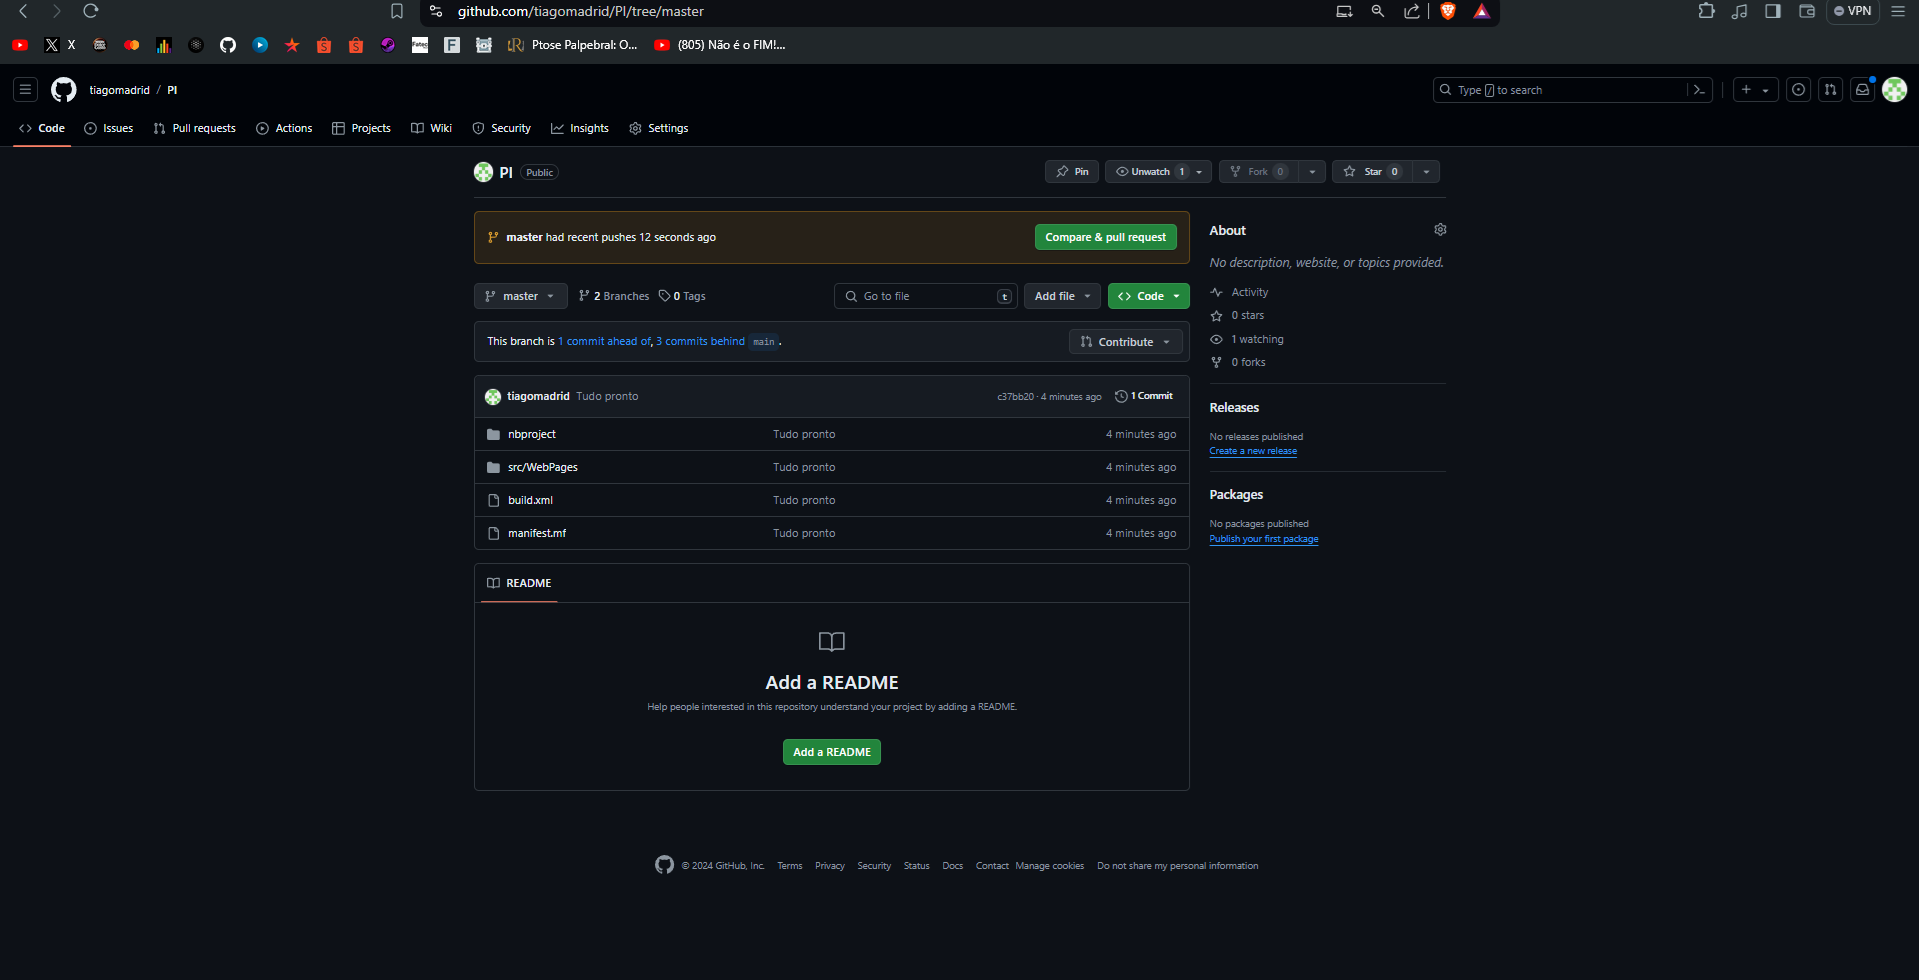 github.com/tiagomadrid/PI/tree/master
VPN
X
Fatec
F
Ptose Palpebral: O...
(805) Não é o FIM!...
tiagomadrid / PI
Type / to search
Code
Issues
Pull requests
Actions
Projects
Wiki
Security
Insights
Settings
PI Public
Pin
Unwatch 1
Fork 0
Star 0
master had recent pushes 12 seconds ago
Compare & pull request
About
No description, website, or topics provided.
Activity
0 stars
1 watching
0 forks
master
2 Branches
0 Tags
Go to file
t
Add file
Code
This branch is 1 commit ahead of, 3 commits behind main .
Contribute
tiagomadrid Tudo pronto
c37bb20 · 4 minutes ago
1 Commit
nbproject Tudo pronto 4 minutes ago
src/WebPages Tudo pronto 4 minutes ago
build.xml Tudo pronto 4 minutes ago
manifest.mf Tudo pronto 4 minutes ago
Releases
No releases published
Create a new release
Packages
No packages published
Publish your first package
README
Add a README
Help people interested in this repository understand your project by adding a README.
Add a README
© 2024 GitHub, Inc.
Terms
Privacy
Security
Status
Docs
Contact
Manage cookies
Do not share my personal information